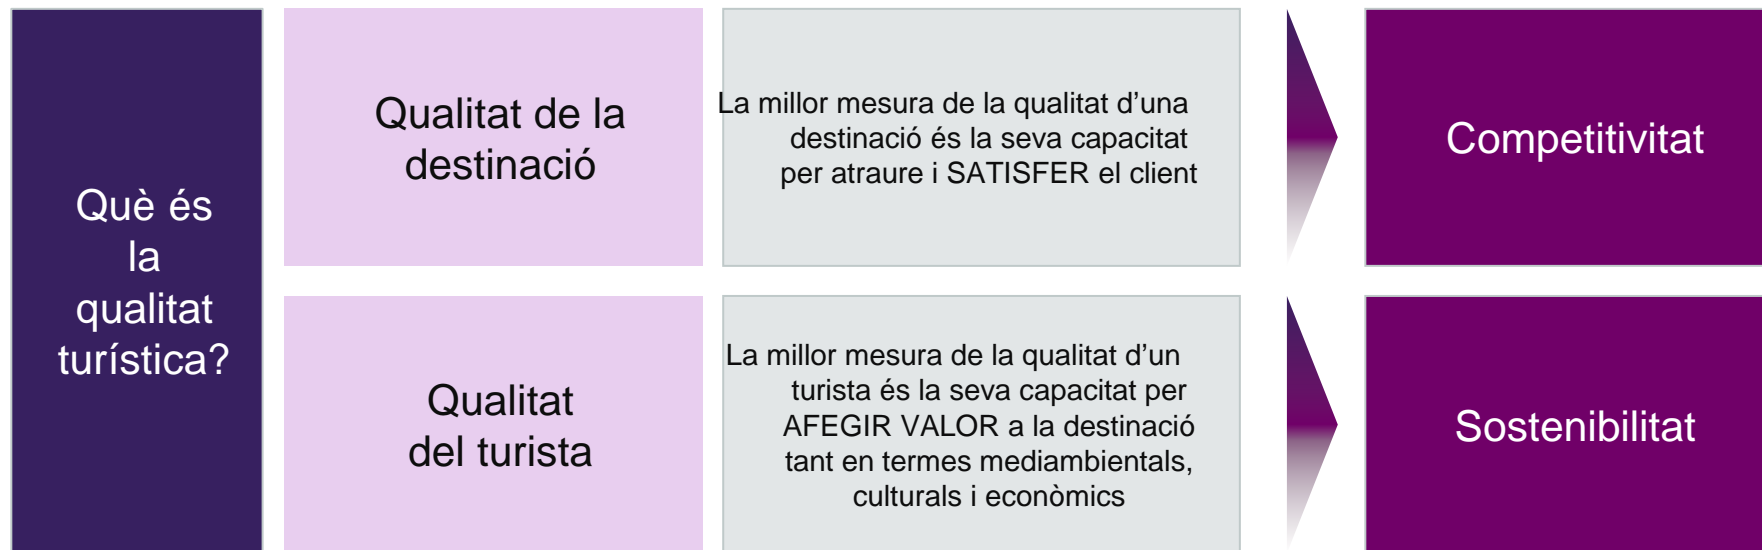 Què és
la
qualitat
turística?
Qualitat de la
destinació
La millor mesura de la qualitat d’una
destinació és la seva capacitat
per atraure i SATISFER el client
Competitivitat
Qualitat
del turista
La millor mesura de la qualitat d’un
turista és la seva capacitat per
AFEGIR VALOR a la destinació
tant en termes mediambientals,
culturals i econòmics
Sostenibilitat